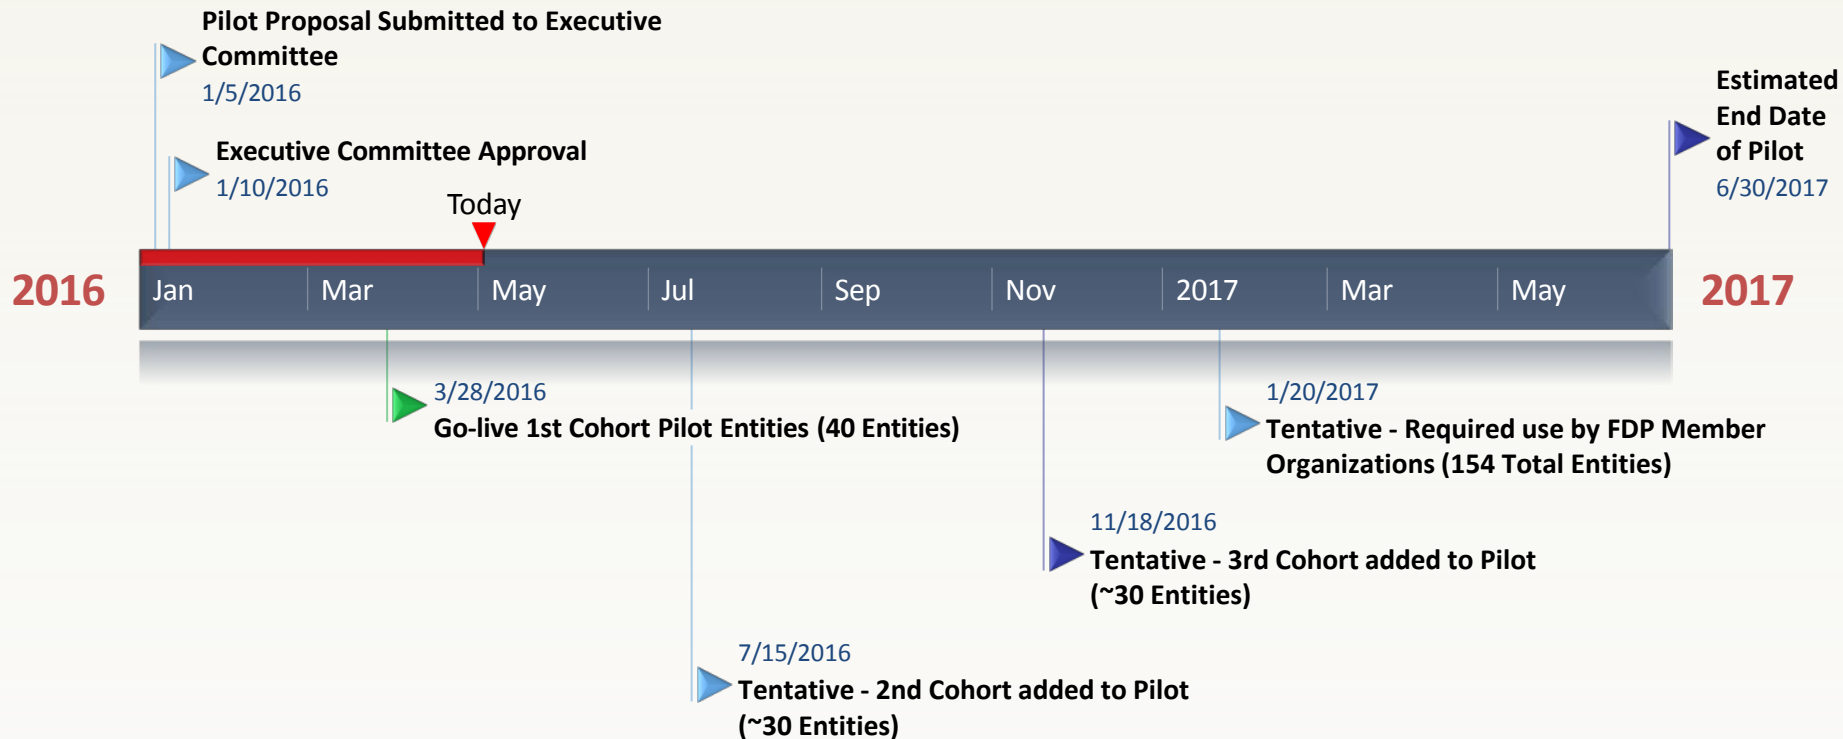 Pilot Proposal Submitted to Executive
Committee
1/5/2016
Executive Committee Approval
1/10/2016
Today
Estimated
End Date
of Pilot
6/30/2017
2016
Jan
Mar
May
Jul
Sep
Nov
2017
Mar
May
2017
3/28/2016
Go-live 1st Cohort Pilot Entities (40 Entities)
1/20/2017
Tentative - Required use by FDP Member
Organizations (154 Total Entities)
11/18/2016
Tentative - 3rd Cohort added to Pilot
(~30 Entities)
7/15/2016
Tentative - 2nd Cohort added to Pilot
(~30 Entities)